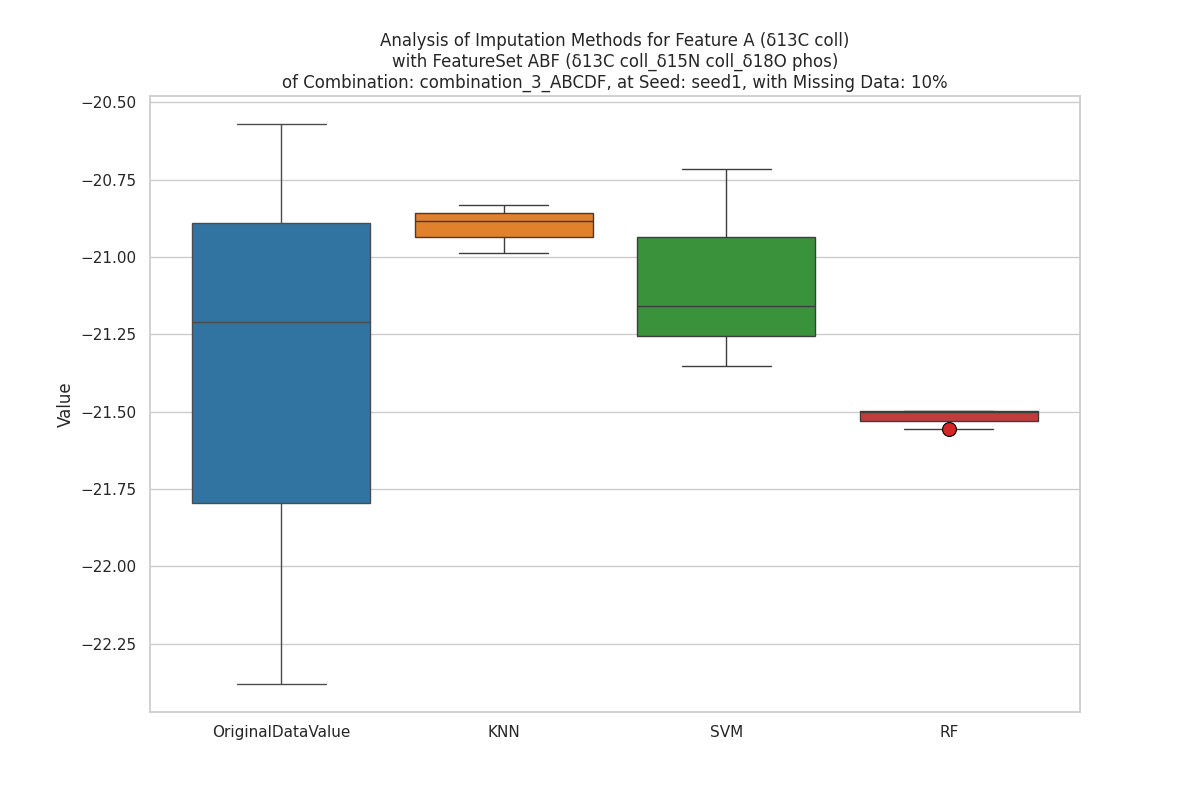 Analysis of Imputation Methods for Feature A (δ13C coll)
with FeatureSet ABF (δ13C coll_δ15N coll_δ18O phos)
of Combination: combination_3_ABCDF, at Seed: seed1, with Missing Data: 10%
−20.50
−20.75
−21.00
−21.25
−21.50
−21.75
−22.00
−22.25
Value
OriginalDataValue
KNN
SVM
RF